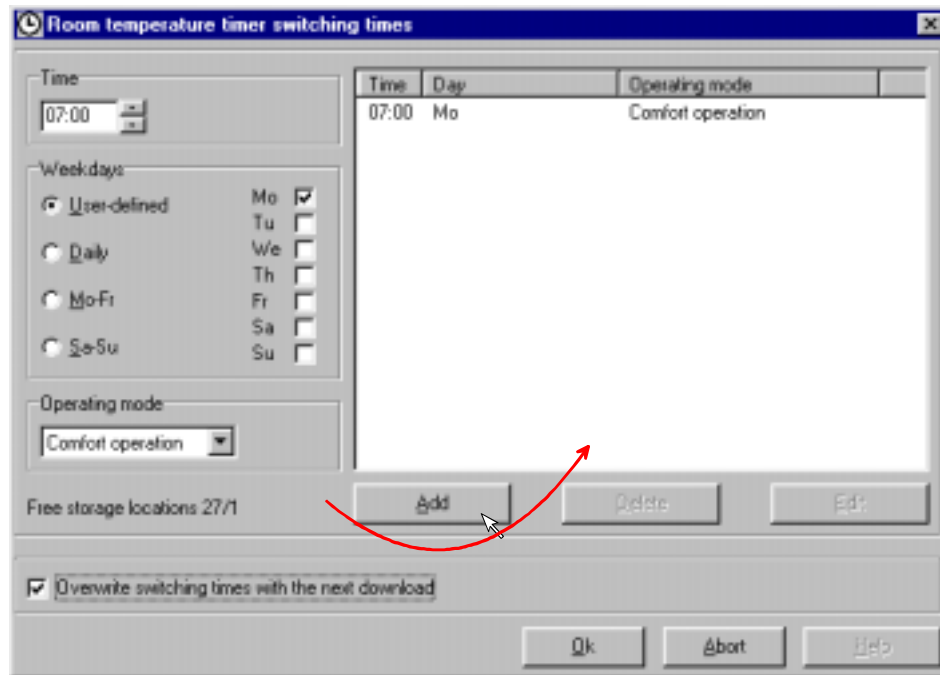 Room temperature timer switching times
Time
07:00
Weekdays
User-defined
Daily
Mo-Fr
Sa-Su
Mo
Tu
We
Th
Fr
Sa
Su
Operating mode
Comfort operation
Free storage locations 27/1
Time Day Operating mode
07:00 Mo Comfort operation
Add Delete Edit
Overwrite switching times with the next download
Ok Abort Help